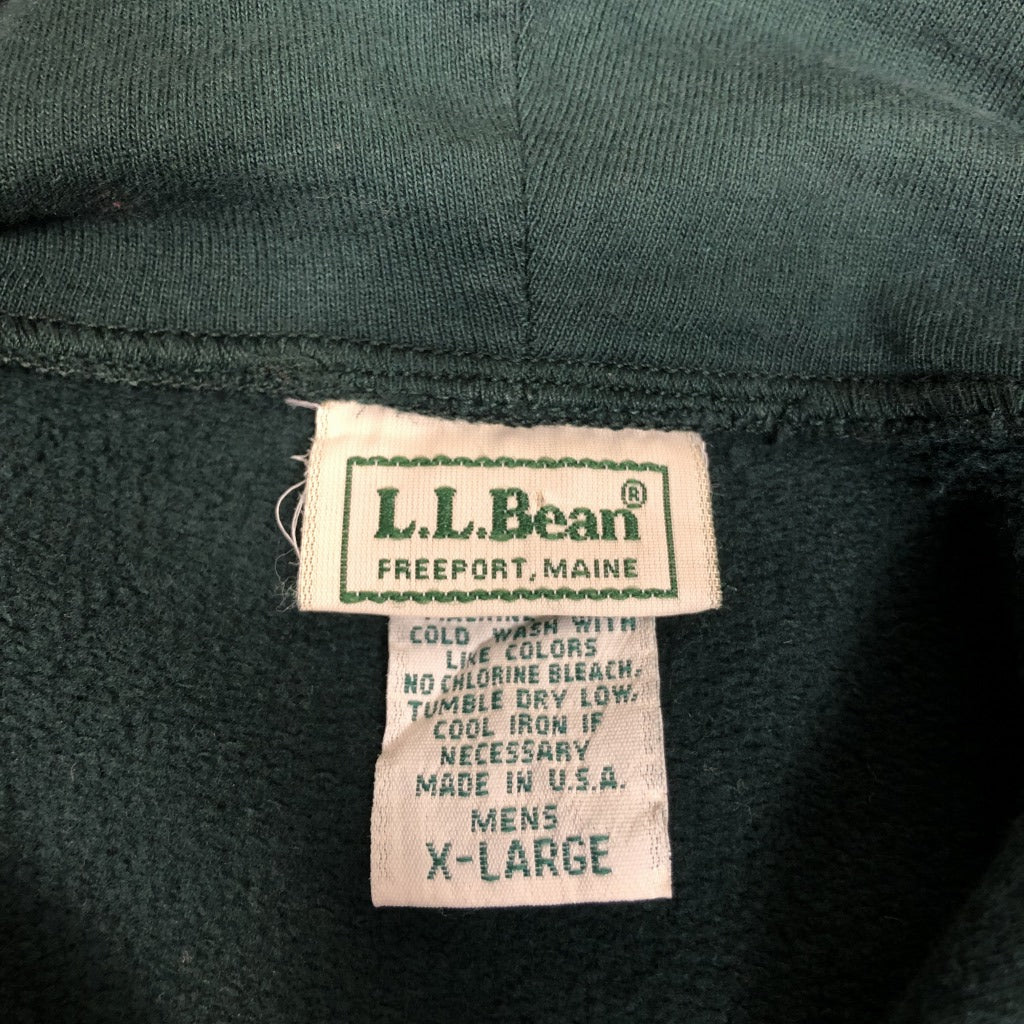 L.L.Bean®
FREEPORT, MAINE
MACHINE
COLD WASH WITH
LIKE COLORS
NO CHLORINE BLEACH.
TUMBLE DRY LOW.
COOL IRON IF
NECESSARY
MADE IN U.S.A.
MENS
X-LARGE